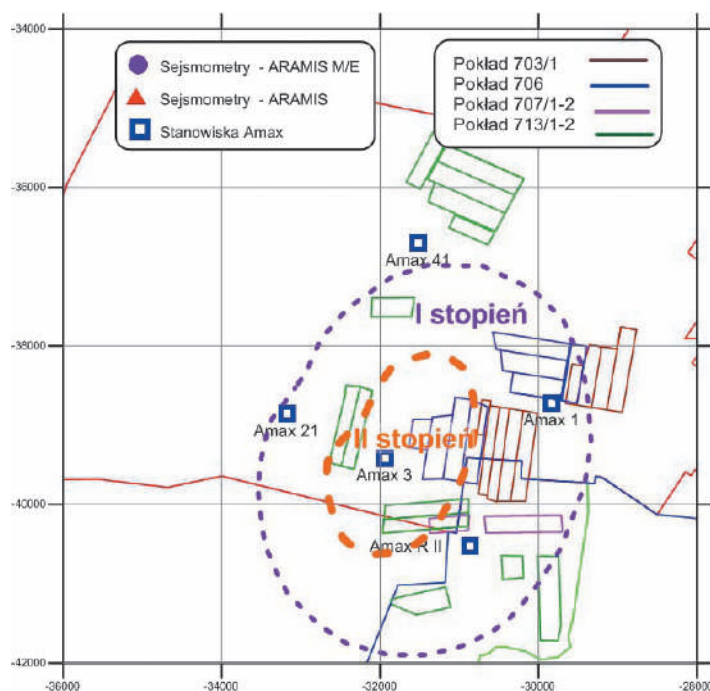 -34000
Sejsmometry - ARAMIS M/E
Sejsmometry - ARAMIS
Stanowiska Amax
Pokład 703/1
Pokład 706
Pokład 707/1-2
Pokład 713/1-2
-36000
Amax 41
I stopień
-38000
Amax 1
Amax 21
II stopień
Amax 3
-40000
Amax R II
-42000
-36000
-34000
-32000
-30000
-28000